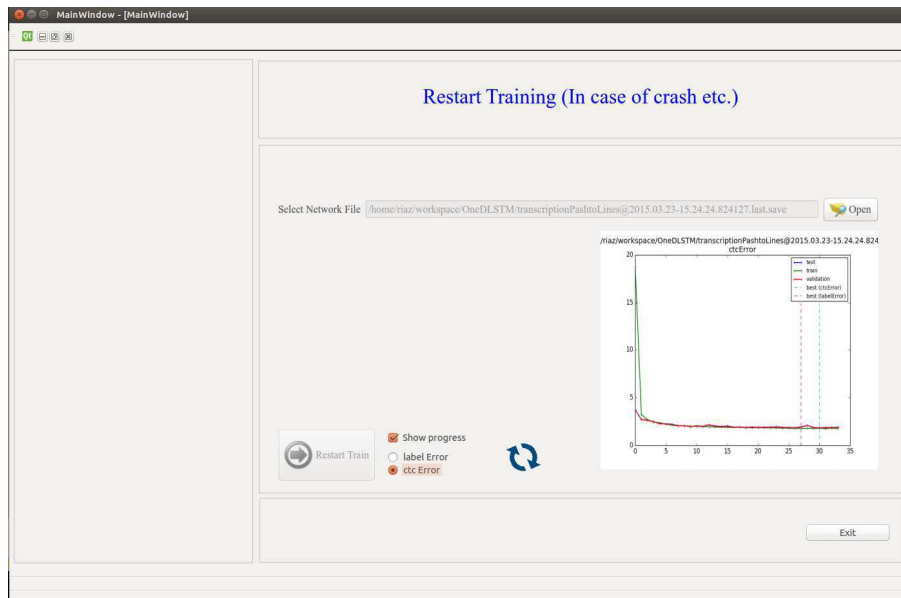 MainWindow - [MainWindow]
Qt
Restart Training (In case of crash etc.)
Select Network File /home/riaz/workspace/OneDLSTM/transcriptionPashtoLines@2015.03.23-15.24.24.824127.last.save Open
/riaz/workspace/OneDLSTM/transcriptionPashtoLines@2015.03.23-15.24.24.824
ctcError
test
train
validation
best (ctcError)
best (labelError)
20
15
10
5
0
0 5 10 15 20 25 30 35
Show progress
Restart Train
label Error
ctc Error
Exit